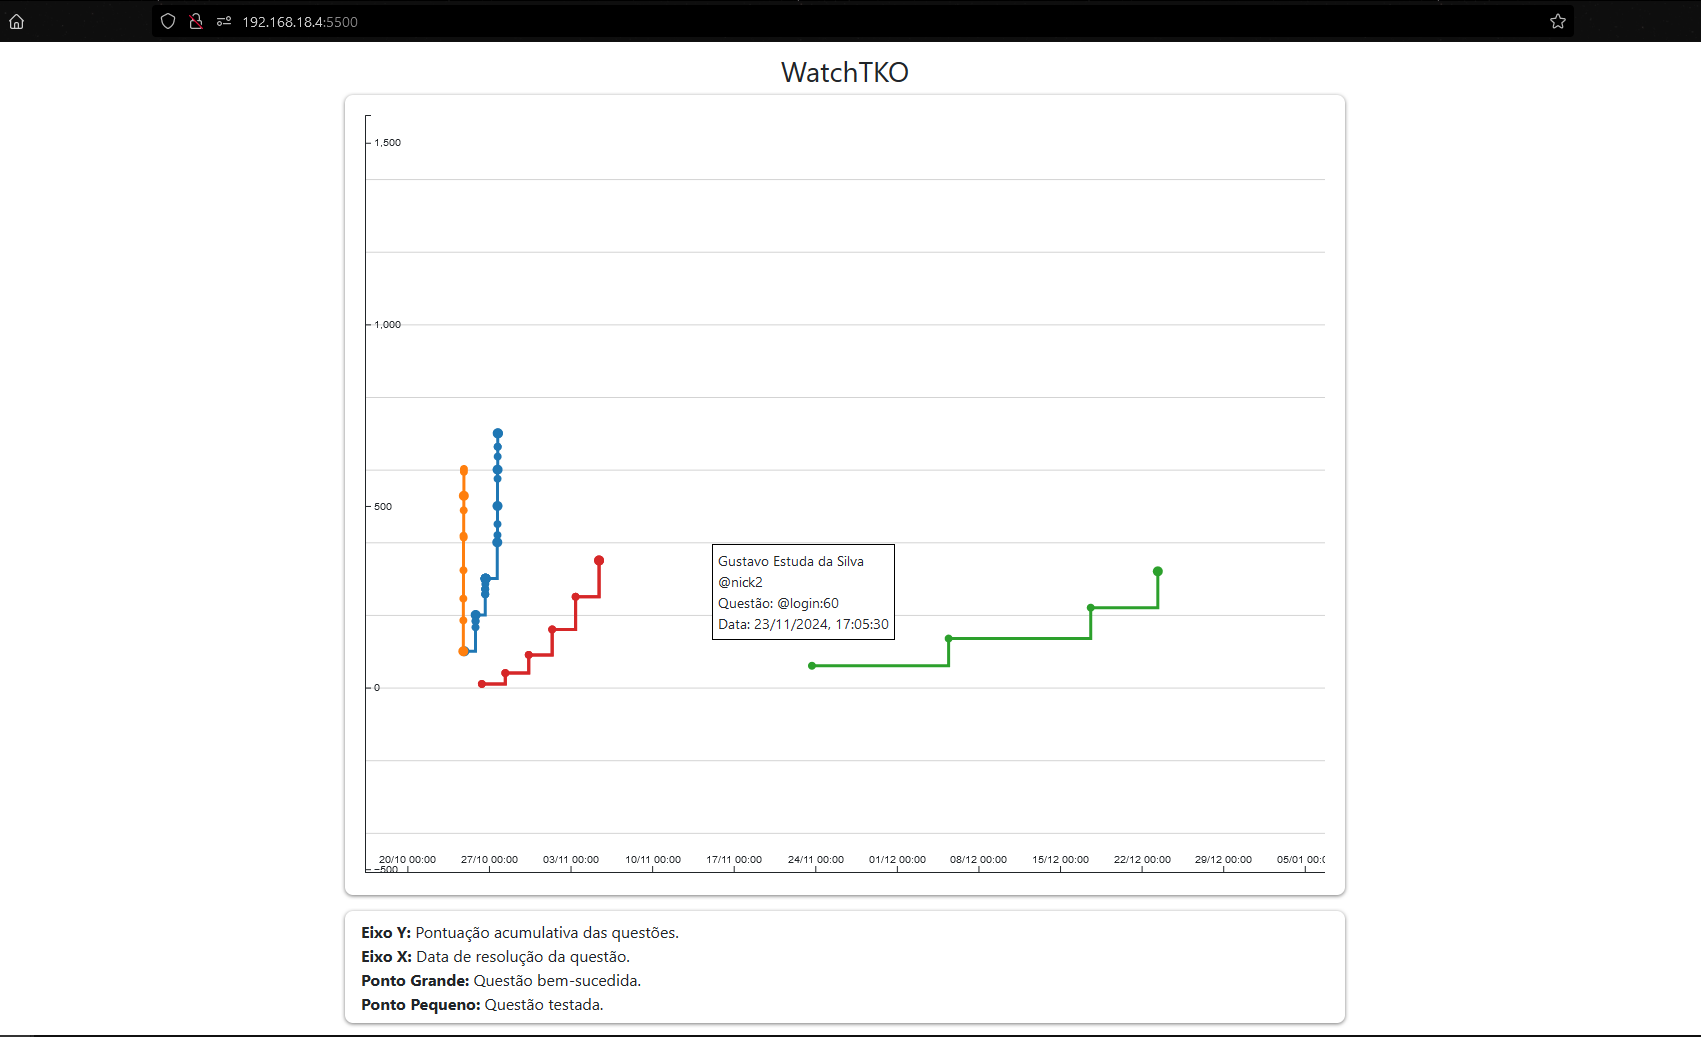 192.168.18.4:5500
WatchTKO
1,500
1,000
500
Gustavo Estuda da Silva
@nick2
Questão: @login:60
Data: 23/11/2024, 17:05:30
0
20/10 00:00 27/10 00:00 03/11 00:00 10/11 00:00 17/11 00:00 24/11 00:00 01/12 00:00 08/12 00:00 15/12 00:00 22/12 00:00 29/12 00:00 05/01 00:0
−500
Eixo Y: Pontuação acumulativa das questões.
Eixo X: Data de resolução da questão.
Ponto Grande: Questão bem-sucedida.
Ponto Pequeno: Questão testada.